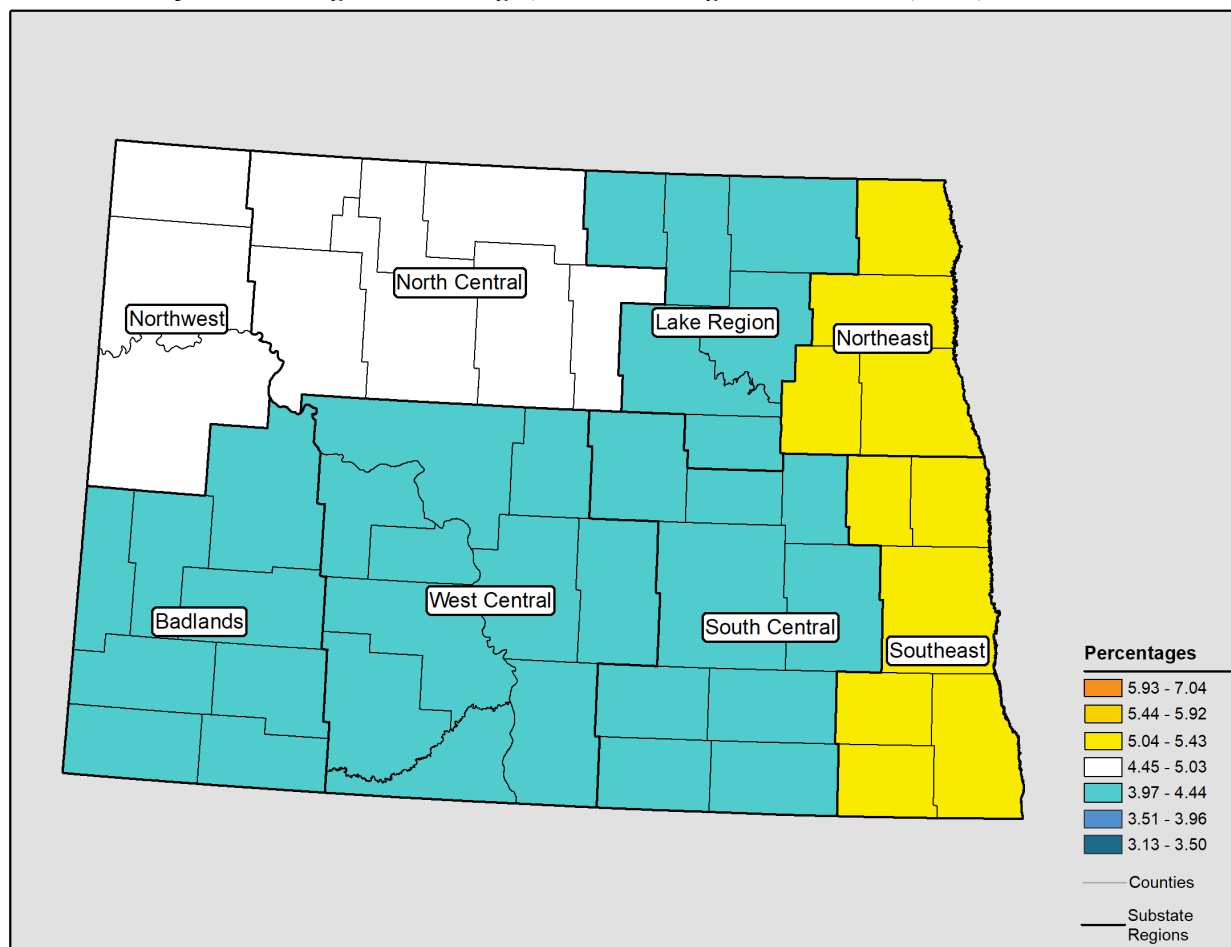 North Central
Northwest
Lake Region
Northeast
West Central
Badlands
South Central
Southeast
Percentages
5.93 - 7.04
5.44 - 5.92
5.04 - 5.43
4.45 - 5.03
3.97 - 4.44
3.51 - 3.96
3.13 - 3.50
Counties
Substate
Regions